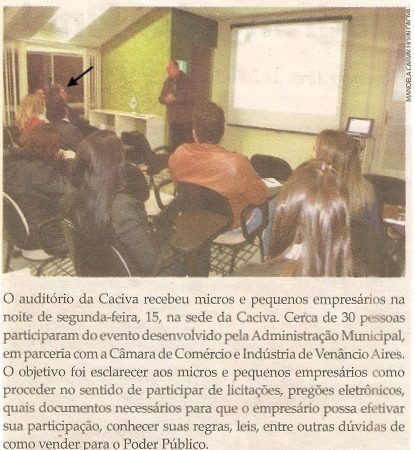 MANOELA CARVALHO/VIVAFACIVA
O auditório da Caciva recebeu micros e pequenos empresários na
noite de segunda-feira, 15, na sede da Caciva. Cerca de 30 pessoas
participaram do evento desenvolvido pela Administração Municipal,
em parceria com a Câmara de Comércio e Indústria de Venâncio Aires.
O objetivo foi esclarecer aos micros e pequenos empresários como
proceder no sentido de participar de licitações, pregões eletrônicos,
quais documentos necessários para que o empresário possa efetivar
sua participação, conhecer suas regras, leis, entre outras dúvidas de
como vender para o Poder Público.